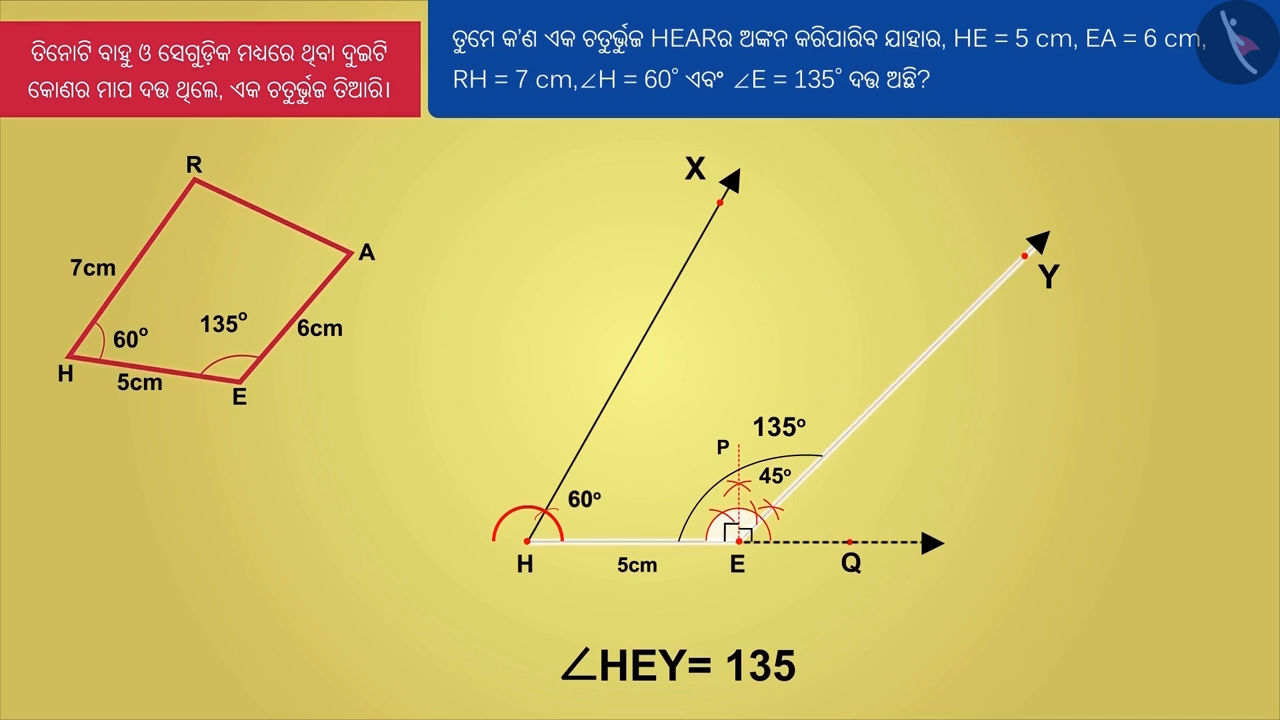 ତିନୋଟି ବାହୁ ଓ ସେଗୁଡ଼ିକ ମଧ୍ୟରେ ଥିବା ଦୁଇଟି
କୋଣର ମାପ ଦତ୍ତ ଥିଲେ, ଏକ ଚତୁର୍ଭୁଜ ତିଆରି।
ତୁମେ କ'ଣ ଏକ ଚତୁର୍ଭୁଜ HEARର ଅଙ୍କନ କରିପାରିବ ଯାହାର, HE = 5 cm, EA = 6 cm,
RH = 7 cm,∠H = 60° ଏବଂ ∠E = 135° ଦତ୍ତ ଅଛି?
R
A
7cm
135°
6cm
60°
H
5cm
E
X
Y
135°
P
45°
60°
H
5cm
E
Q
∠HEY= 135